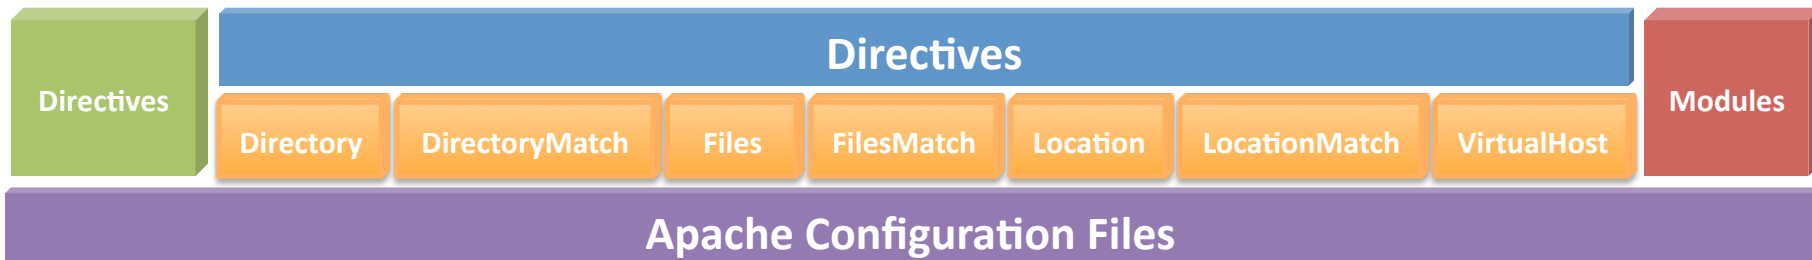 Directives
Directives
Modules
Directory
DirectoryMatch
Files
FilesMatch
Location
LocationMatch
VirtualHost
Apache Configuration Files